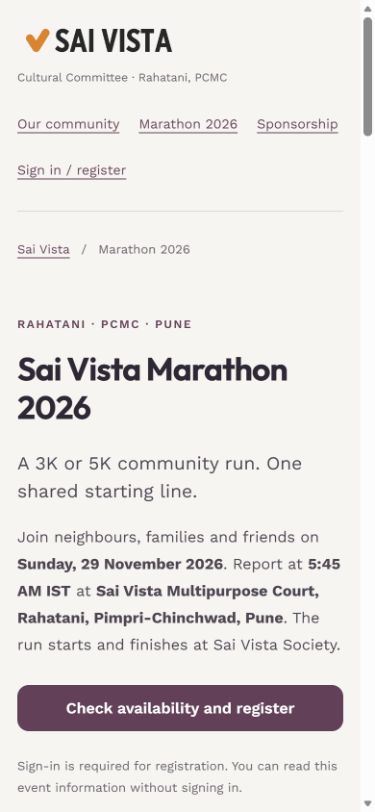 SAI VISTA
Cultural Committee · Rahatani, PCMC
Our community Marathon 2026 Sponsorship
Sign in / register
Sai Vista / Marathon 2026
RAHATANI · PCMC · PUNE
Sai Vista Marathon
2026
A 3K or 5K community run. One
shared starting line.
Join neighbours, families and friends on
Sunday, 29 November 2026. Report at 5:45
AM IST at Sai Vista Multipurpose Court,
Rahatani, Pimpri-Chinchwad, Pune. The
run starts and finishes at Sai Vista Society.
Check availability and register
Sign-in is required for registration. You can read this
event information without signing in.